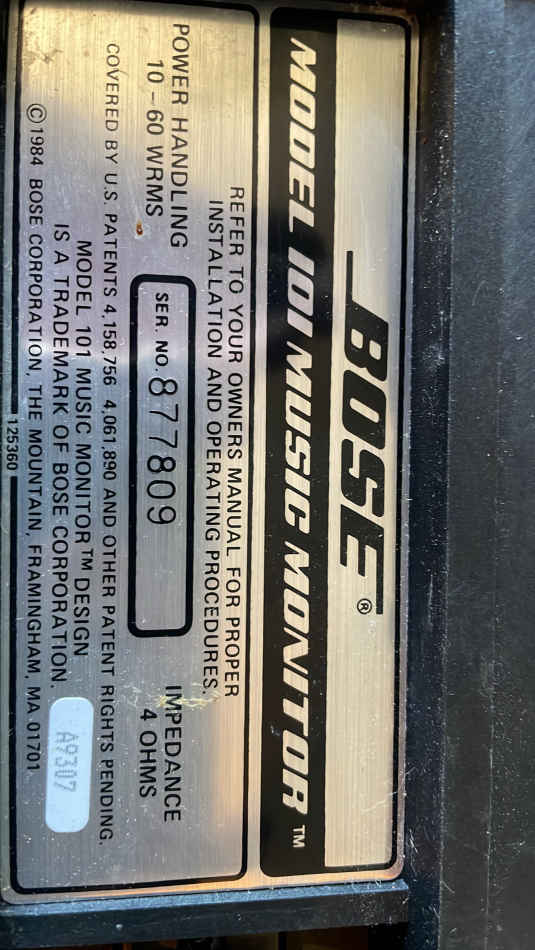 BOSE®
MODEL 101 MUSIC MONITOR™
REFER TO YOUR OWNERS MANUAL FOR PROPER
INSTALLATION AND OPERATING PROCEDURES.
POWER HANDLING
10-60 WRMS
SER. NO. 877809
IMPEDANCE
4 OHMS
COVERED BY U.S. PATENTS 4,158,756 4,061,890 AND OTHER PATENT RIGHTS PENDING.
MODEL 101 MUSIC MONITOR™ DESIGN
IS A TRADEMARK OF BOSE CORPORATION.
©1984 BOSE CORPORATION, THE MOUNTAIN, FRAMINGHAM, MA 01701
125380
A9307